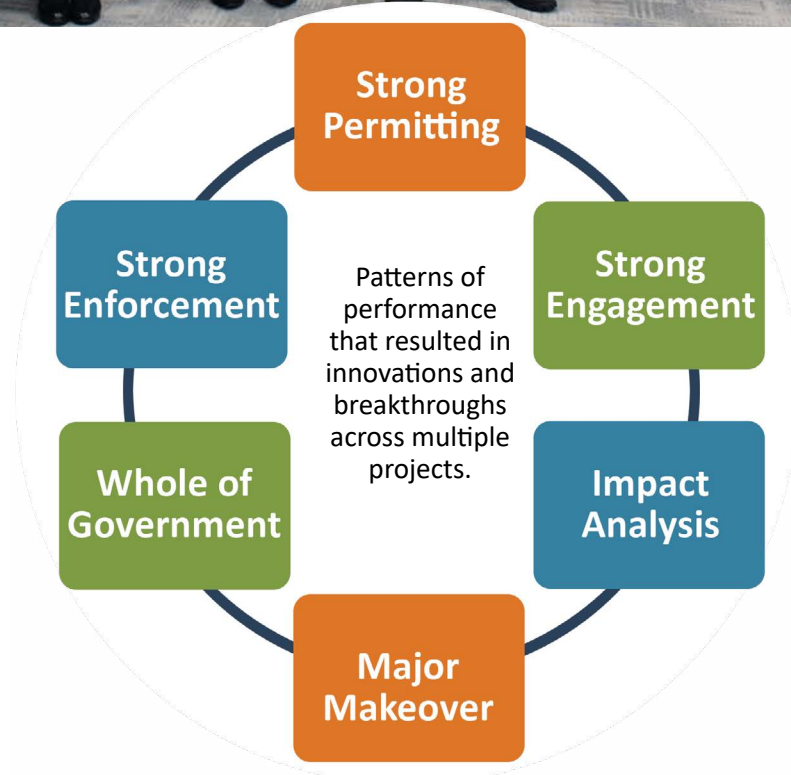 Strong
Permitting
Strong
Engagement
Impact
Analysis
Major
Makeover
Whole of
Government
Strong
Enforcement
Patterns of
performance
that resulted in
innovations and
breakthroughs
across multiple
projects.